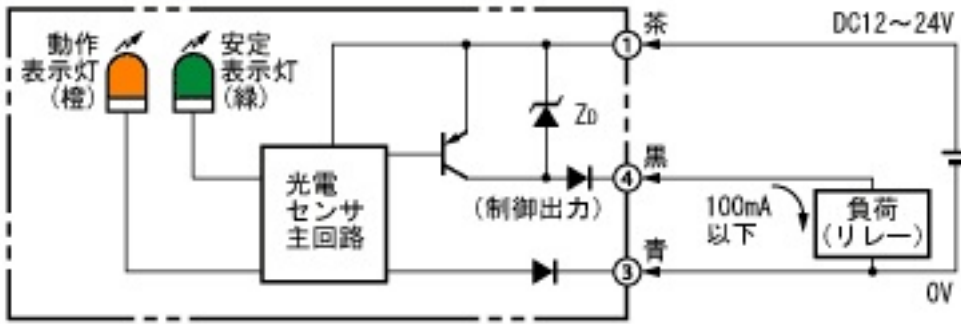 動作
表示灯
(橙)
安定
表示灯
(緑)
光電
センサ
主回路
ZD
(制御出力)
① 茶
④ 黒
③ 青
DC12～24V
100mA
以下
負荷
(リレー)
0V